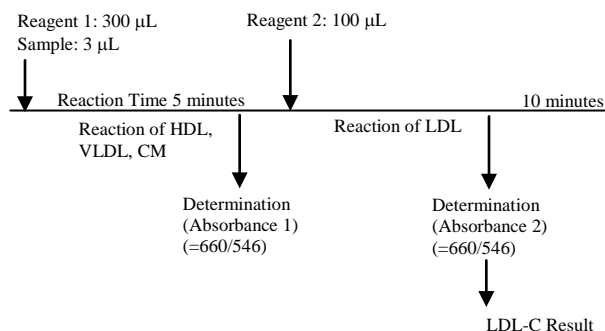 Reagent 1: 300 μL
Sample: 3 μL
Reagent 2: 100 μL
Reaction Time 5 minutes
10 minutes
Reaction of HDL,
VLDL, CM
Reaction of LDL
Determination
(Absorbance 1)
(=660/546)
Determination
(Absorbance 2)
(=660/546)
LDL-C Result